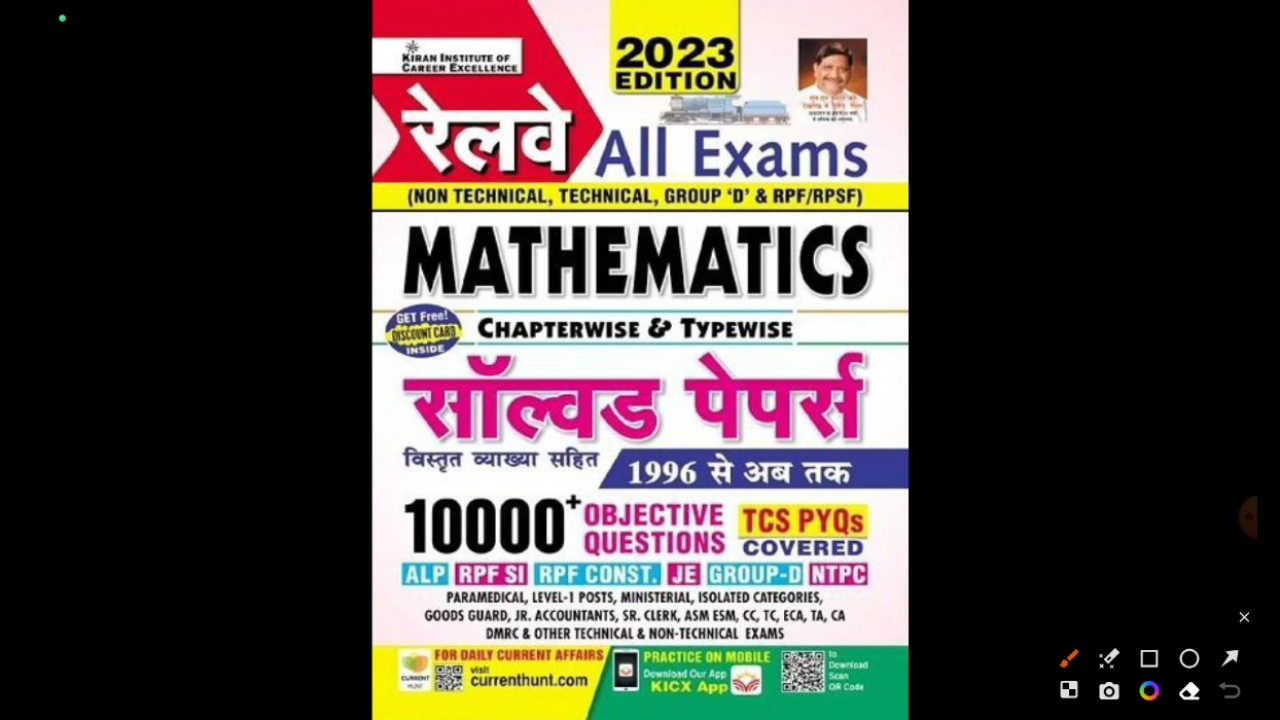 KIRAN INSTITUTE OF
CAREER EXCELLENCE
2023
EDITION
रेलवे All Exams
(NON TECHNICAL, TECHNICAL, GROUP ‘D’ & RPF/RPSF)
MATHEMATICS
GET Free!
DISCOUNT CARD
INSIDE
CHAPTERWISE & TYPEWISE
सॉल्वड पेपर्स
विस्तृत व्याख्या सहित
1996 से अब तक
10000+ OBJECTIVE
QUESTIONS
TCS PYQs
COVERED
ALP RPF SI RPF CONST. JE GROUP-D NTPC
PARAMEDICAL, LEVEL-1 POSTS, MINISTERIAL, ISOLATED CATEGORIES,
GOODS GUARD, JR. ACCOUNTANTS, SR. CLERK, ASM ESM, CC, TC, ECA, TA, CA
DMRC & OTHER TECHNICAL & NON-TECHNICAL EXAMS
CURRENT
HUNT
FOR DAILY CURRENT AFFAIRS
visit
currenthunt.com
PRACTICE ON MOBILE
Download Our App
KICX App
To
Download
Scan
QR Code